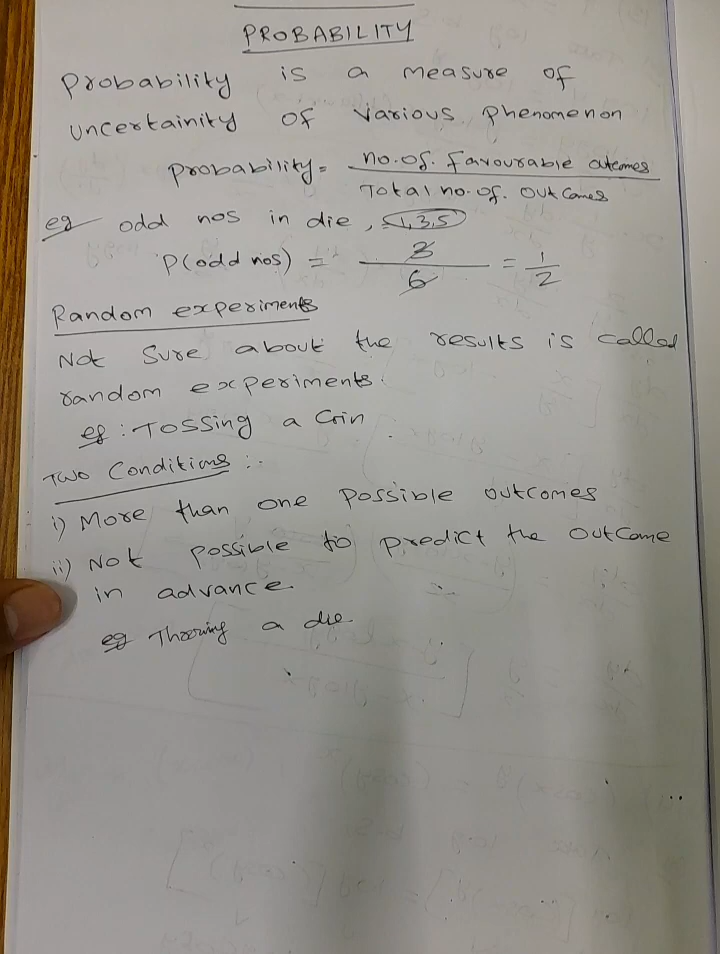 PROBABILITY
Probability is a measure of
uncertainity of various phenomenon
probability = no.of. favourable outcomes
Total no.of. outcomes
eg odd nos in die, 1,3,5
P(odd nos) = 3/6 = 1/2
Random experiments
Not sure about the results is called
random experiments.
eg : Tossing a Coin
Two Conditions :-
i) More than one possible outcomes
ii) Not possible to predict the outcome
in advance
eg Throwing a die